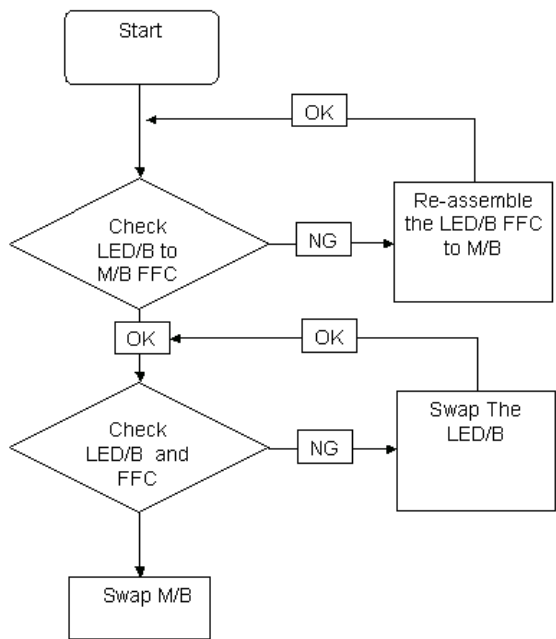 Start
OK
Check
LED/B to
M/B FFC
NG
Re-assemble
the LED/B FFC
to M/B
OK
OK
Check
LED/B and
FFC
NG
Swap The
LED/B
Swap M/B